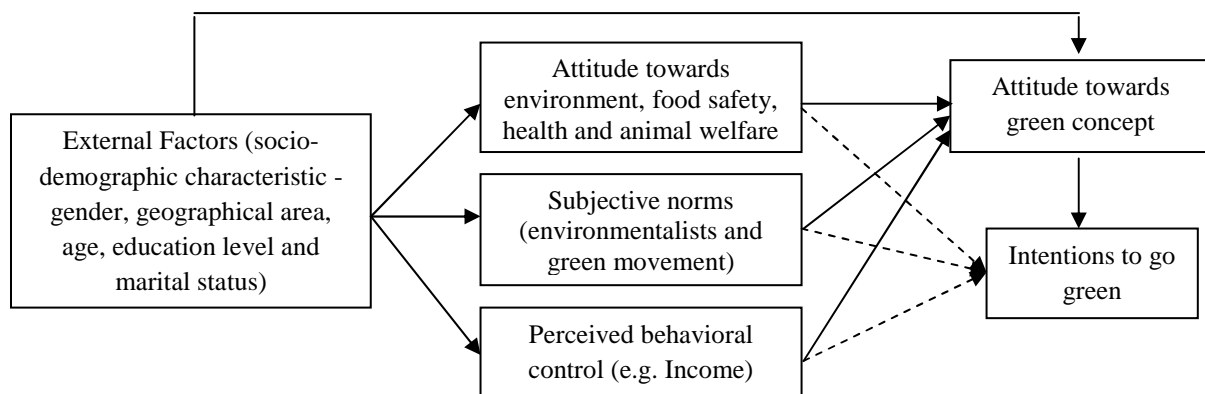 External Factors (socio-
demographic characteristic -
gender, geographical area,
age, education level and
marital status)
Attitude towards
environment, food safety,
health and animal welfare
Subjective norms
(environmentalists and
green movement)
Perceived behavioral
control (e.g. Income)
Attitude towards
green concept
Intentions to go
green